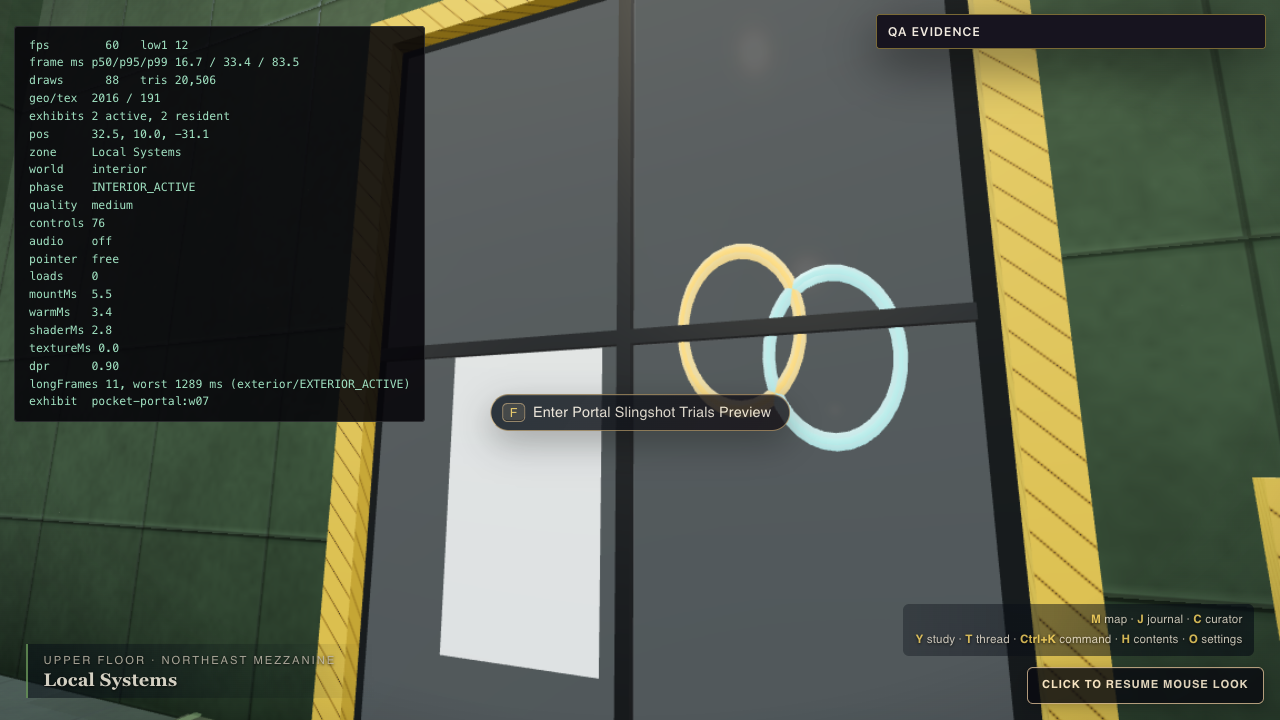 fps 60 low1 12
frame ms p50/p95/p99 16.7 / 33.4 / 83.5
draws 88 tris 20,506
geo/tex 2016 / 191
exhibits 2 active, 2 resident
pos 32.5, 10.0, -31.1
zone Local Systems
world interior
phase INTERIOR_ACTIVE
quality medium
controls 76
audio off
pointer free
loads 0
mountMs 5.5
warmMs 3.4
shaderMs 2.8
textureMs 0.0
dpr 0.90
longFrames 11, worst 1289 ms (exterior/EXTERIOR_ACTIVE)
exhibit pocket-portal:w07
QA EVIDENCE
F Enter Portal Slingshot Trials Preview
M map · J journal · C curator
Y study · T thread · Ctrl+K command · H contents · O settings
CLICK TO RESUME MOUSE LOOK
UPPER FLOOR · NORTHEAST MEZZANINE
Local Systems